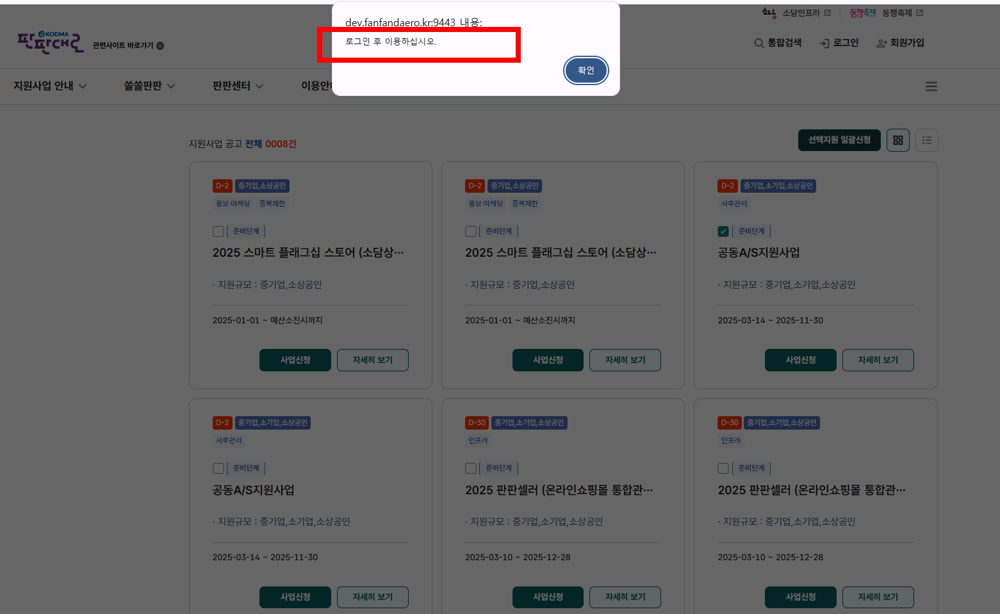 소담인프라 동행축제 동행축제
dev.fanfandaero.kr:9443 내용:
로그인 후 이용하십시오.
확인
KODMA
판판대로 관련사이트 바로가기
통합검색 로그인 회원가입
지원사업 안내 쏠쏠판판 판판센터 이용안내
지원사업 공고 전체 0008건
선택지원 일괄신청
D-2 중기업,소상공인
홍보·마케팅 중복제한
준비단계
2025 스마트 플래그십 스토어 (소담상···
· 지원규모 : 중기업,소상공인
2025-01-01 ~ 예산소진시까지
사업신청 자세히 보기
D-2 중기업,소상공인
홍보·마케팅 중복제한
준비단계
2025 스마트 플래그십 스토어 (소담상···
· 지원규모 : 중기업,소상공인
2025-01-01 ~ 예산소진시까지
사업신청 자세히 보기
D-2 중기업,소기업,소상공인
사후관리
준비단계
공동A/S지원사업
· 지원규모 : 중기업,소기업,소상공인
2025-03-14 ~ 2025-11-30
사업신청 자세히 보기
D-2 중기업,소기업,소상공인
사후관리
준비단계
공동A/S지원사업
· 지원규모 : 중기업,소기업,소상공인
2025-03-14 ~ 2025-11-30
사업신청 자세히 보기
D-30 중기업,소기업,소상공인
인프라
준비단계
2025 판판셀러 (온라인쇼핑몰 통합관···
· 지원규모 : 중기업,소기업,소상공인
2025-03-10 ~ 2025-12-28
사업신청 자세히 보기
D-30 중기업,소기업,소상공인
인프라
준비단계
2025 판판셀러 (온라인쇼핑몰 통합관···
· 지원규모 : 중기업,소기업,소상공인
2025-03-10 ~ 2025-12-28
사업신청 자세히 보기